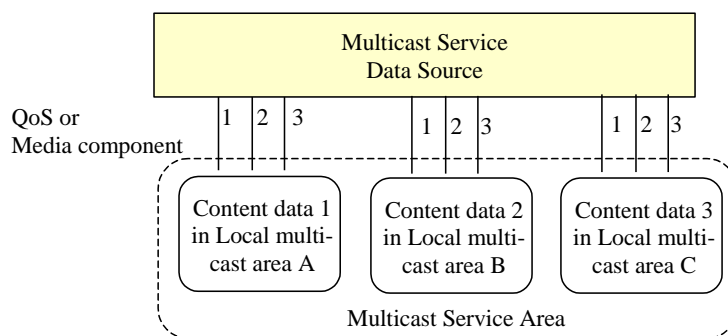 Multicast Service
Data Source
QoS or
Media component
1 2 3
1 2 3
1 2 3
Content data 1
in Local multi-
cast area A
Content data 2
in Local multi-
cast area B
Content data 3
in Local multi-
cast area C
Multicast Service Area